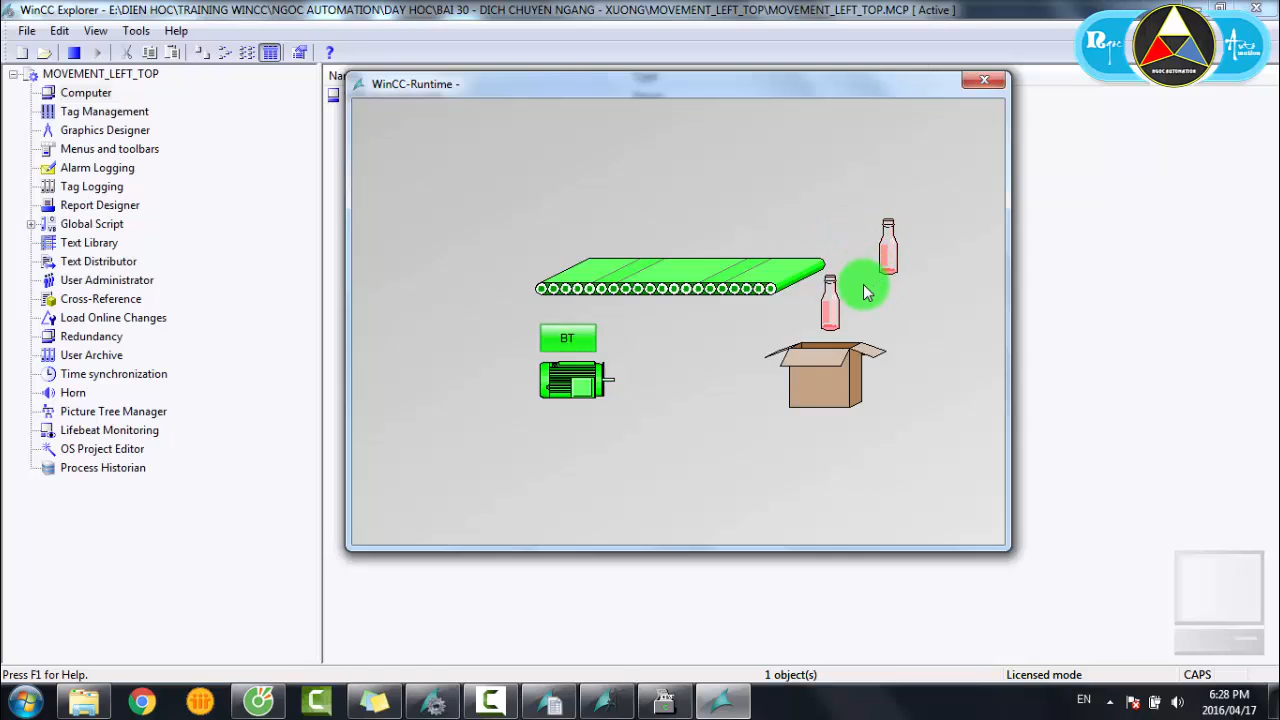 WinCC Explorer - E:\DIEN HOC\TRAINING WINCC\NGOC AUTOMATION\DAY HOC\BAI 30 - DICH CHUYEN NGANG - XUONG\MOVEMENT_LEFT_TOP\MOVEMENT_LEFT_TOP.MCP [ Active ]
File Edit View Tools Help
MOVEMENT_LEFT_TOP
Computer
Tag Management
Graphics Designer
Menus and toolbars
Alarm Logging
Tag Logging
Report Designer
Global Script
Text Library
Text Distributor
User Administrator
Cross-Reference
Load Online Changes
Redundancy
User Archive
Time synchronization
Horn
Picture Tree Manager
Lifebeat Monitoring
OS Project Editor
Process Historian
WinCC-Runtime -
BT
NGOC AUTOMATION
Press F1 for Help.
1 object(s)
Licensed mode
CAPS
EN
6:28 PM
2016/04/17